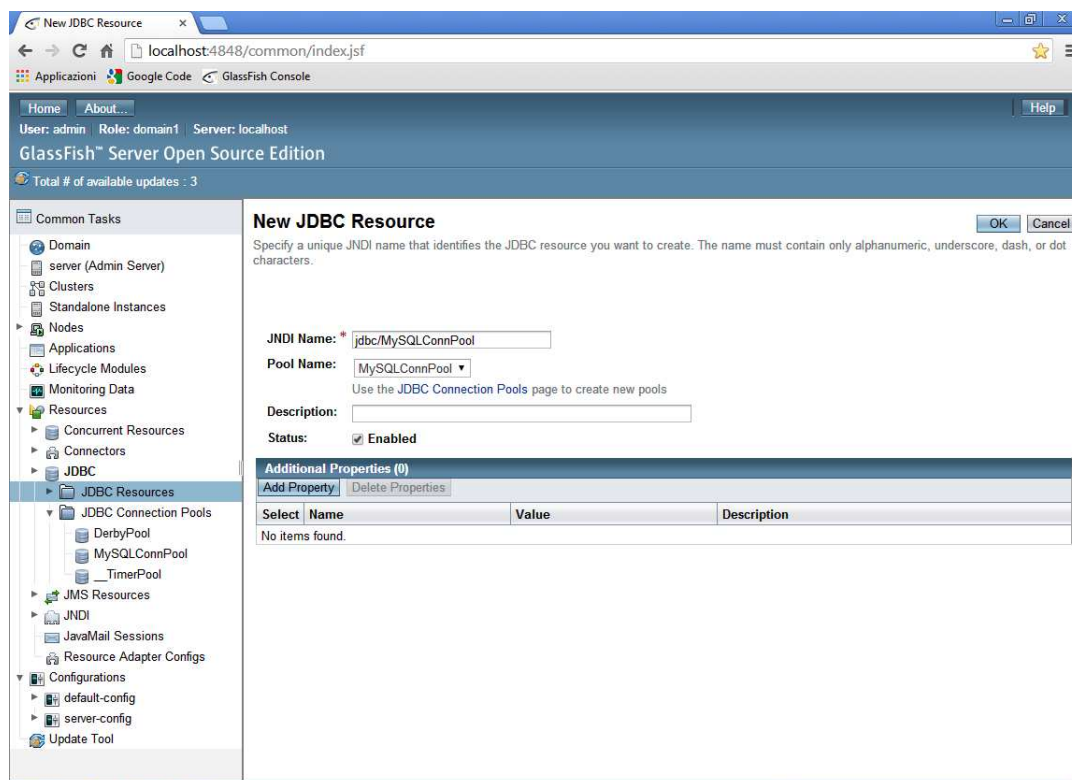 New JDBC Resource
localhost:4848/common/index.jsf
Applicazioni Google Code GlassFish Console
Home About... Help
User: admin Role: domain1 Server: localhost
GlassFish™ Server Open Source Edition
Total # of available updates : 3
Common Tasks
Domain
server (Admin Server)
Clusters
Standalone Instances
Nodes
Applications
Lifecycle Modules
Monitoring Data
Resources
Concurrent Resources
Connectors
JDBC
JDBC Resources
JDBC Connection Pools
DerbyPool
MySQLConnPool
__TimerPool
JMS Resources
JNDI
JavaMail Sessions
Resource Adapter Configs
Configurations
default-config
server-config
Update Tool
New JDBC Resource
OK Cancel
Specify a unique JNDI name that identifies the JDBC resource you want to create. The name must contain only alphanumeric, underscore, dash, or dot
characters.
JNDI Name: * jdbc/MySQLConnPool
Pool Name: MySQLConnPool
Use the JDBC Connection Pools page to create new pools
Description:
Status: Enabled
Additional Properties (0)
Add Property Delete Properties
Select Name Value Description
No items found.